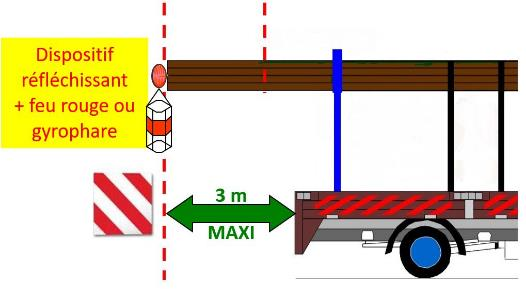 Dispositif
réfléchissant
+ feu rouge ou
gyrophare
3 m
MAXI